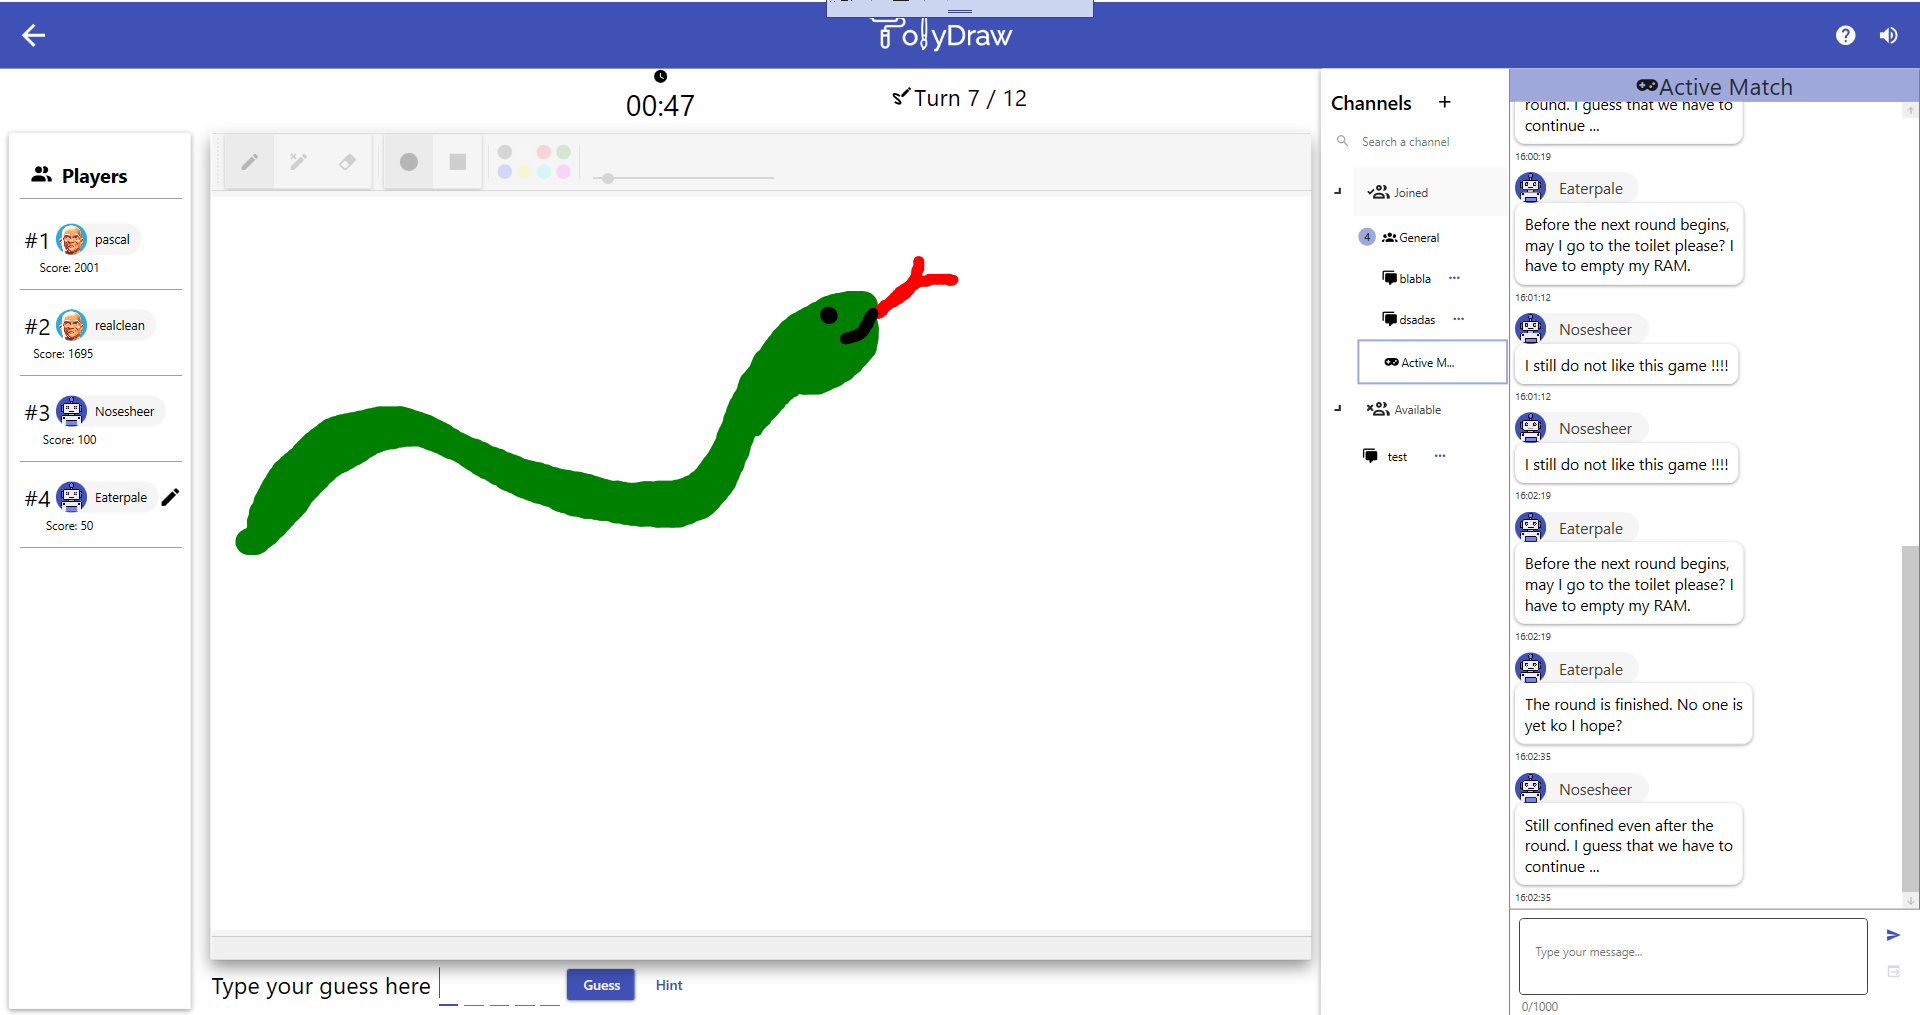 PolyDraw
00:47
Turn 7 / 12
Players
#1 pascal
Score: 2001
#2 realclean
Score: 1695
#3 Nosesheer
Score: 100
#4 Eaterpale
Score: 50
Type your guess here
Guess
Hint
Channels +
Search a channel
Joined
4 General
blabla ...
dsadas ...
Active M...
Available
test ...
Active Match
round. I guess that we have to
continue ...
16:00:19
Eaterpale
Before the next round begins,
may I go to the toilet please? I
have to empty my RAM.
16:01:12
Nosesheer
I still do not like this game !!!!
16:01:12
Nosesheer
I still do not like this game !!!!
16:02:19
Eaterpale
Before the next round begins,
may I go to the toilet please? I
have to empty my RAM.
16:02:19
Eaterpale
The round is finished. No one is
yet ko I hope?
16:02:35
Nosesheer
Still confined even after the
round. I guess that we have to
continue ...
16:02:35
Type your message...
0/1000